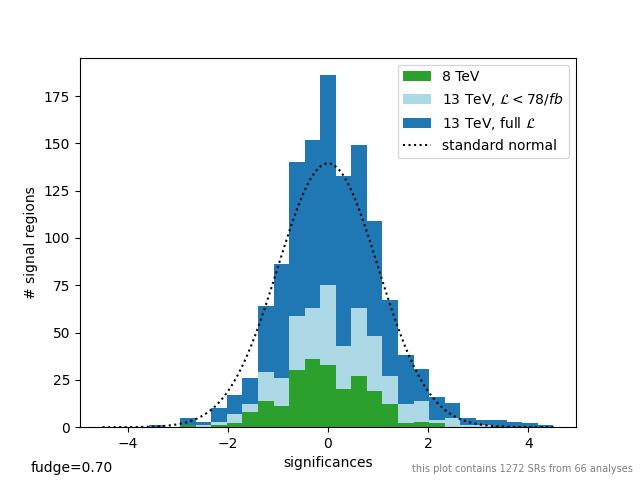 175
150
125
100
75
50
25
0
# signal regions
8 TeV
13 TeV, ℒ < 78/fb
13 TeV, full ℒ
standard normal
−4 −2 0 2 4
significances
fudge=0.70
this plot contains 1272 SRs from 66 analyses